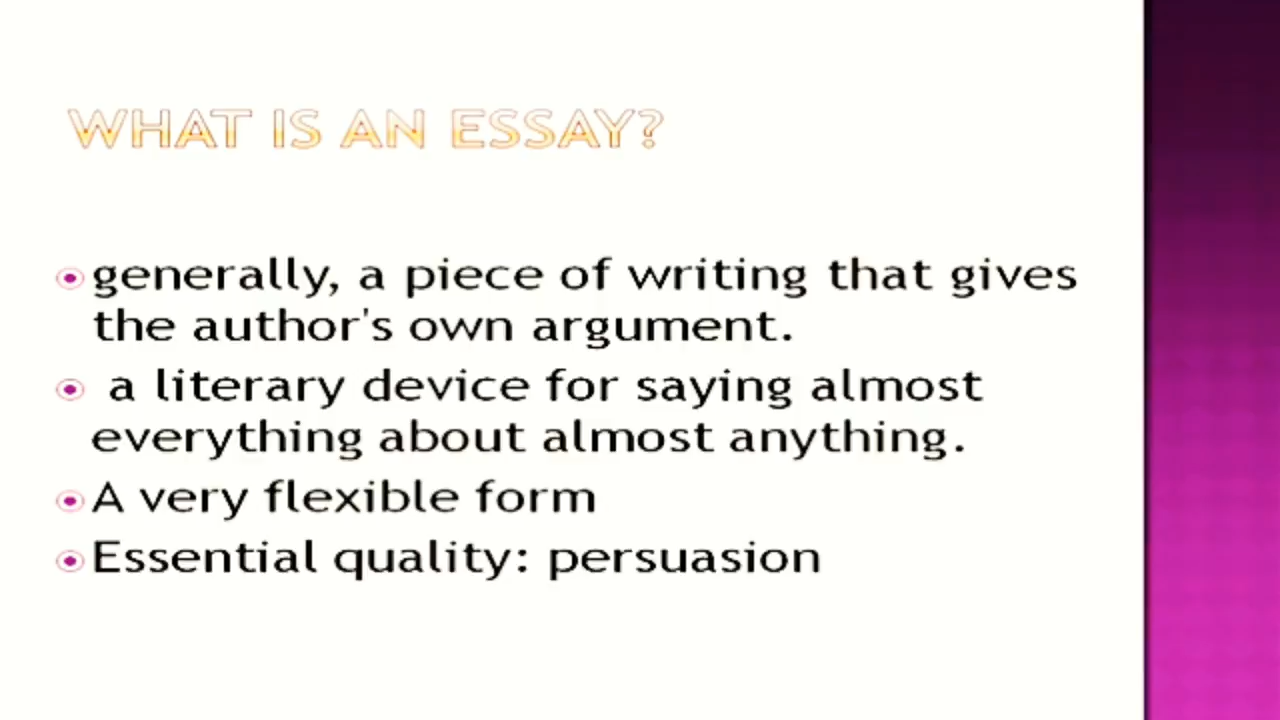 WHAT IS AN ESSAY?
generally, a piece of writing that gives
the author's own argument.
a literary device for saying almost
everything about almost anything.
A very flexible form
Essential quality: persuasion